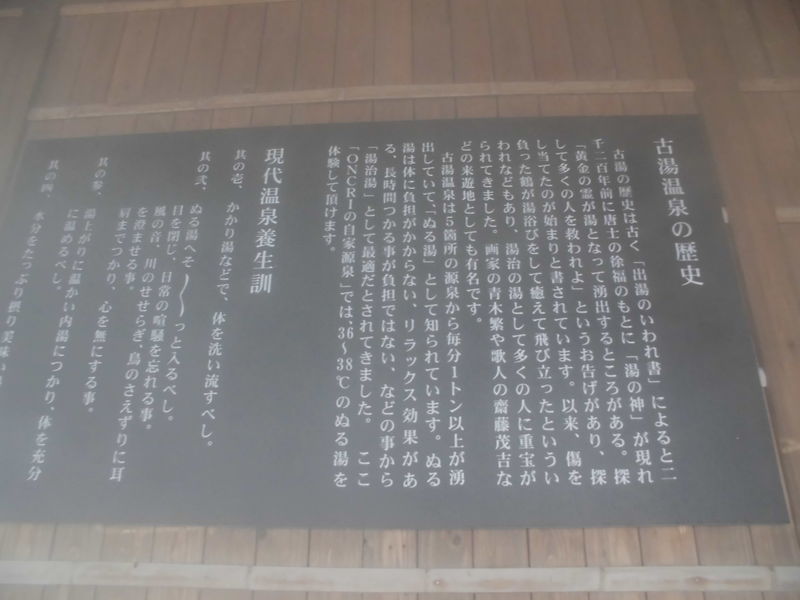 古湯温泉の歴史
古湯の歴史は古く「出湯のいわれ書」によると二
千二百年前に唐土の徐福のもとに「湯の神」が現れ
「黄金の霊が湯となって湧出するところがある。探
して多くの人を救われよ」というお告げがあり、探
し当てたのが始まりと書されています。以来、傷を
負った鶴が湯浴びをして癒えて飛び立ったといい
われなどもあり、湯治の湯として多くの人に重宝が
られてきました。画家の青木繁や歌人の齋藤茂吉な
どの来遊地としても有名です。
古湯温泉は5箇所の源泉から毎分1トン以上が湧
出していて、「ぬる湯」として知られています。ぬる
湯は体に負担がかからない、リラックス効果があ
る、長時間つかる事が負担ではない、などの事から
「湯治湯」として最適だとされてきました。ここ
「ONCRIの自家源泉」では、36〜38℃のぬる湯を
体験して頂けます。
現代温泉養生訓
其の壱、かかり湯などで、体を洗い流すべし。
其の弐、ぬる湯へそ〜〜っと入るべし。
目を閉じ、日常の喧騒を忘れる事。
風の音、川のせせらぎ、鳥のさえずりに耳
を澄ませる事。
肩までつかり、心を無にする事。
其の参、湯上がりに温かい内湯につかり、体を充分
に温めるべし。
其の四、水分をたっぷり摂り美味い